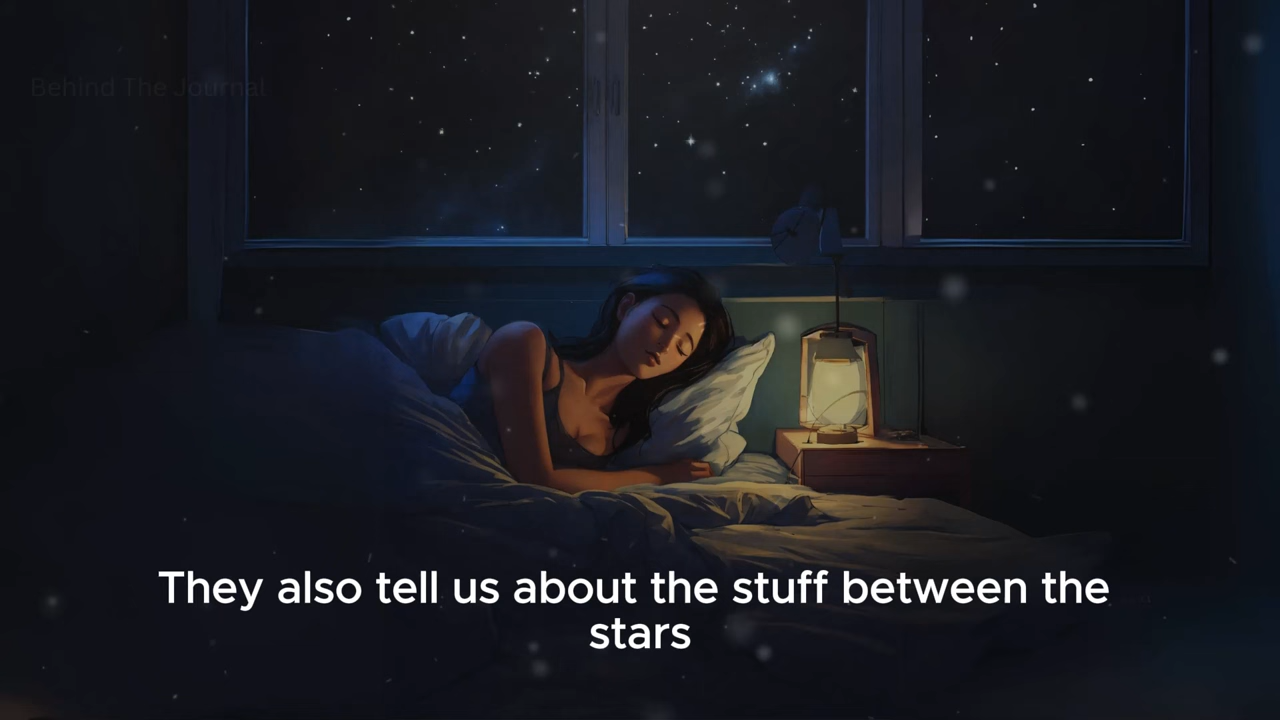 Behind The Journal
They also tell us about the stuff between the
stars